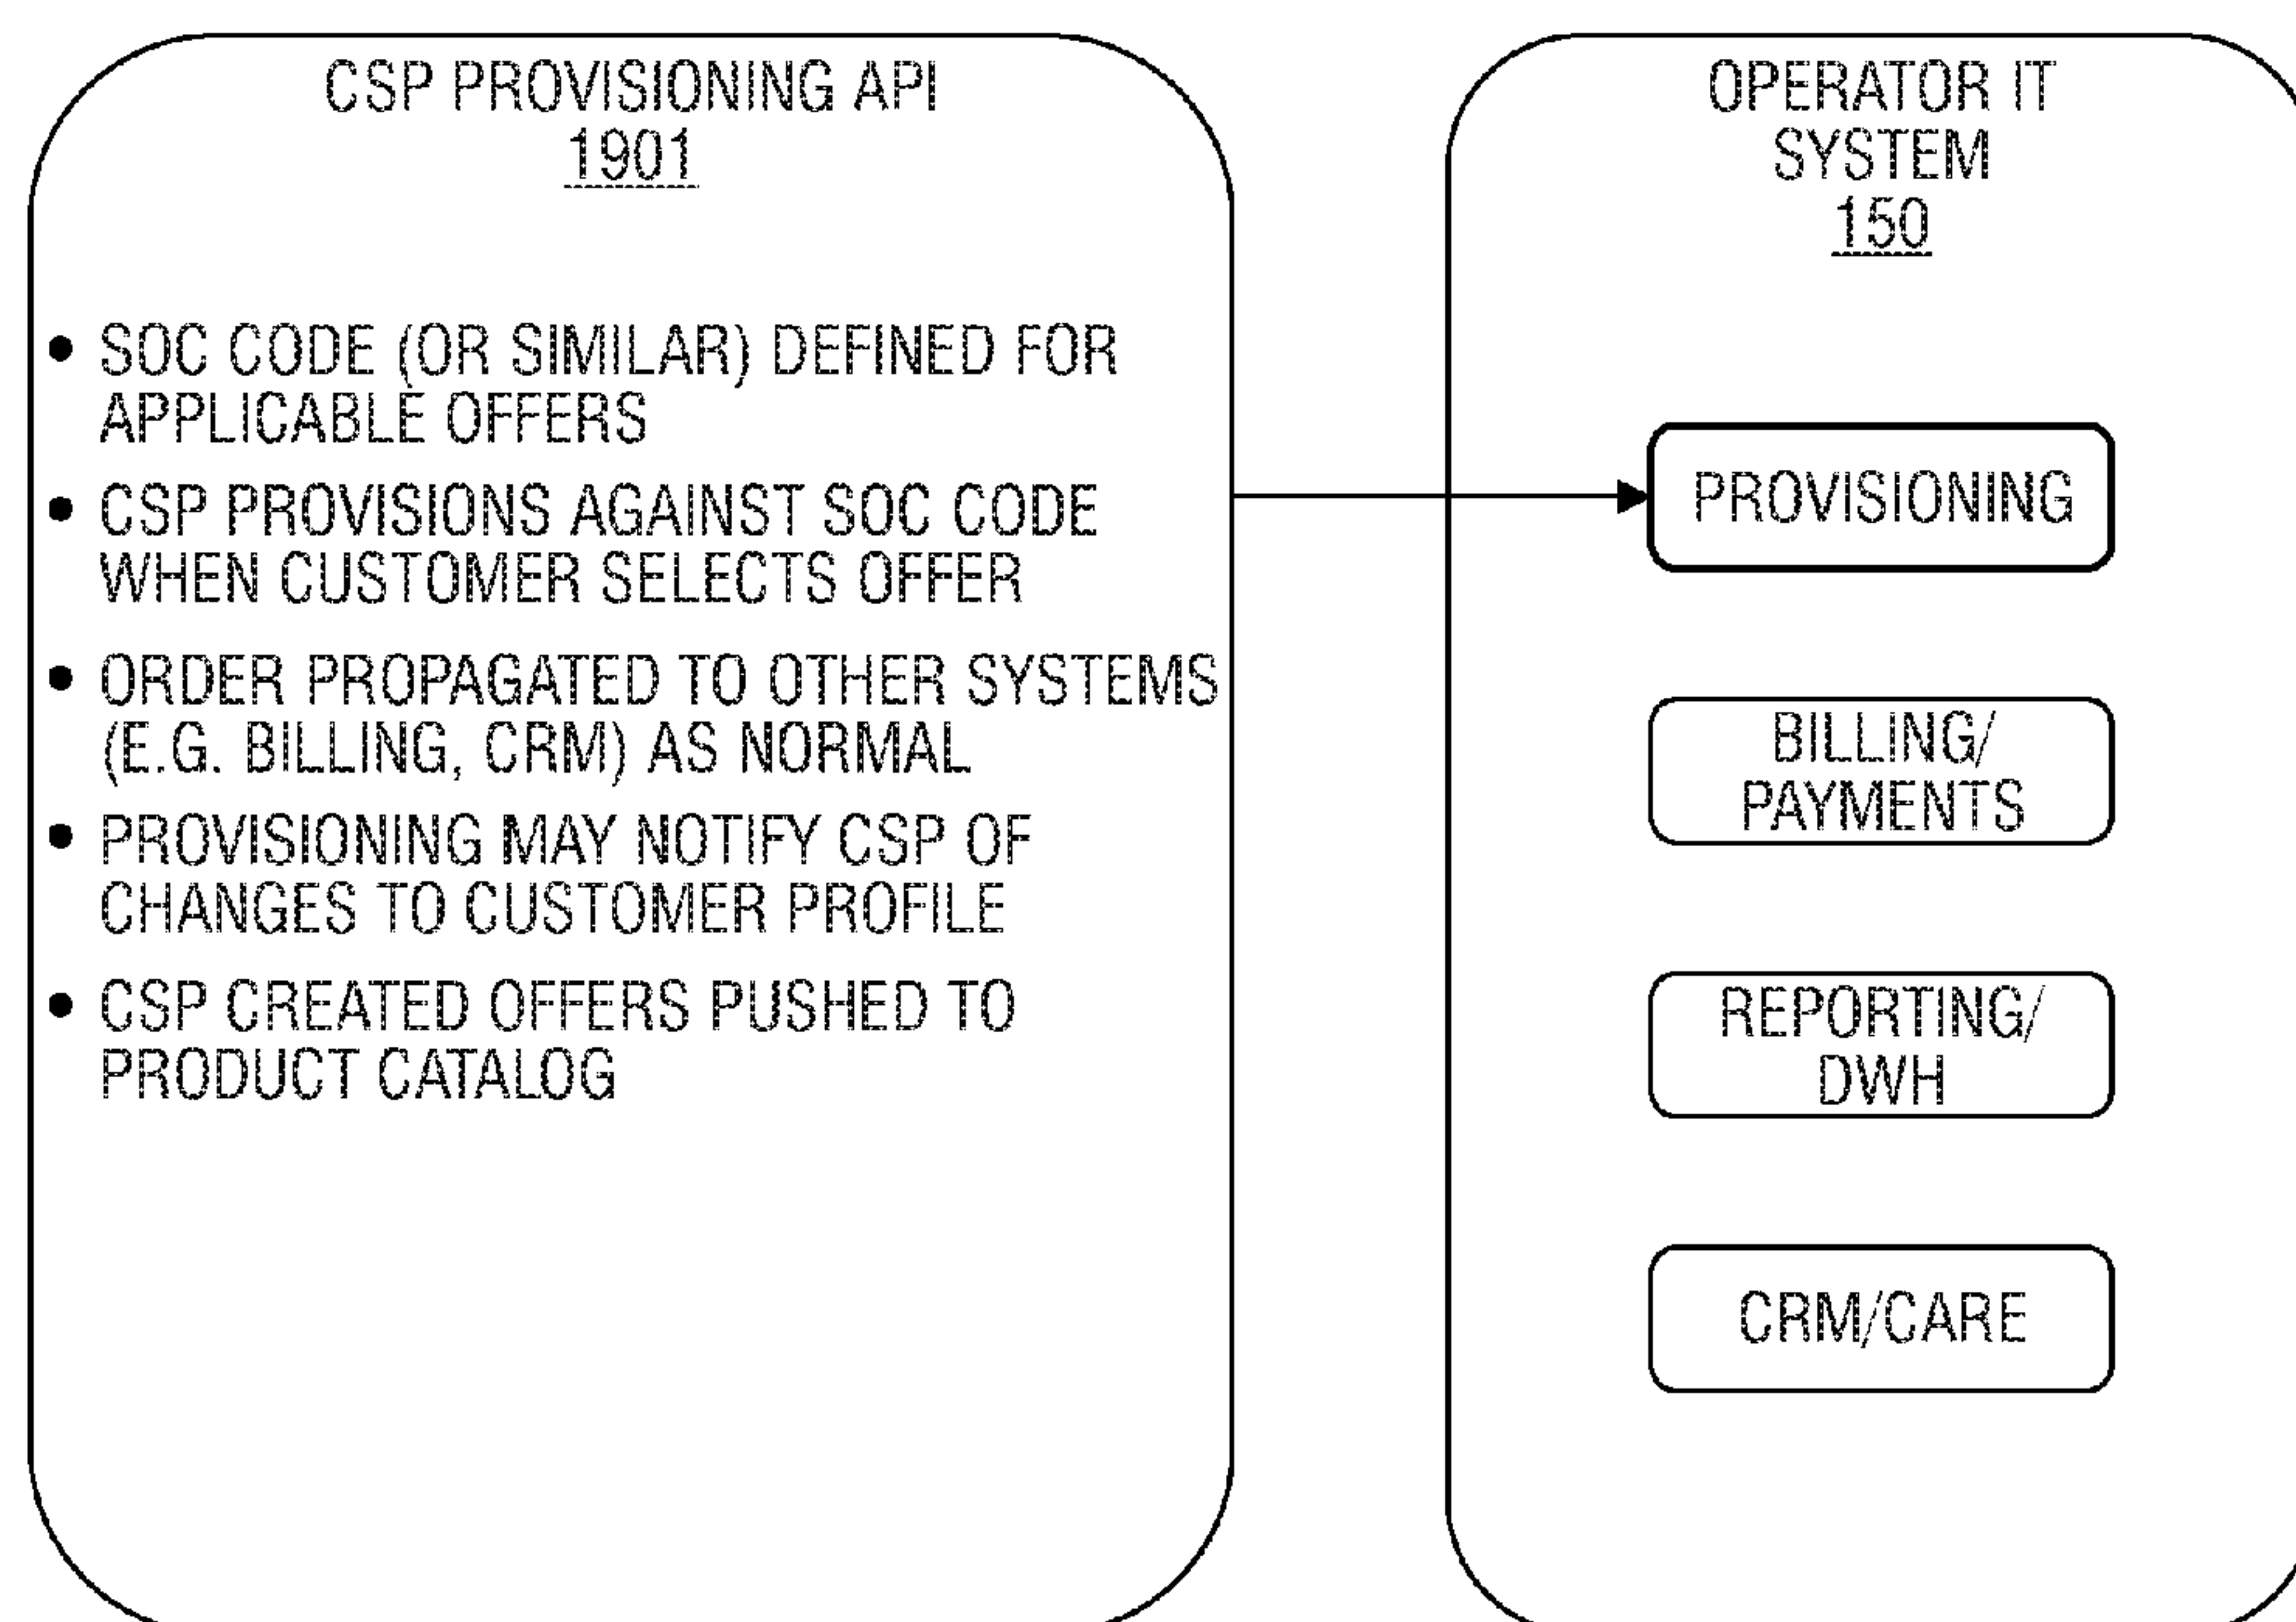 CSP PROVISIONING API
1901
• SOC CODE (OR SIMILAR) DEFINED FOR
APPLICABLE OFFERS
• CSP PROVISIONS AGAINST SOC CODE
WHEN CUSTOMER SELECTS OFFER
• ORDER PROPAGATED TO OTHER SYSTEMS
(E.G. BILLING, CRM) AS NORMAL
• PROVISIONING MAY NOTIFY CSP OF
CHANGES TO CUSTOMER PROFILE
• CSP CREATED OFFERS PUSHED TO
PRODUCT CATALOG
OPERATOR IT
SYSTEM
150
PROVISIONING
BILLING/
PAYMENTS
REPORTING/
DWH
CRM/CARE